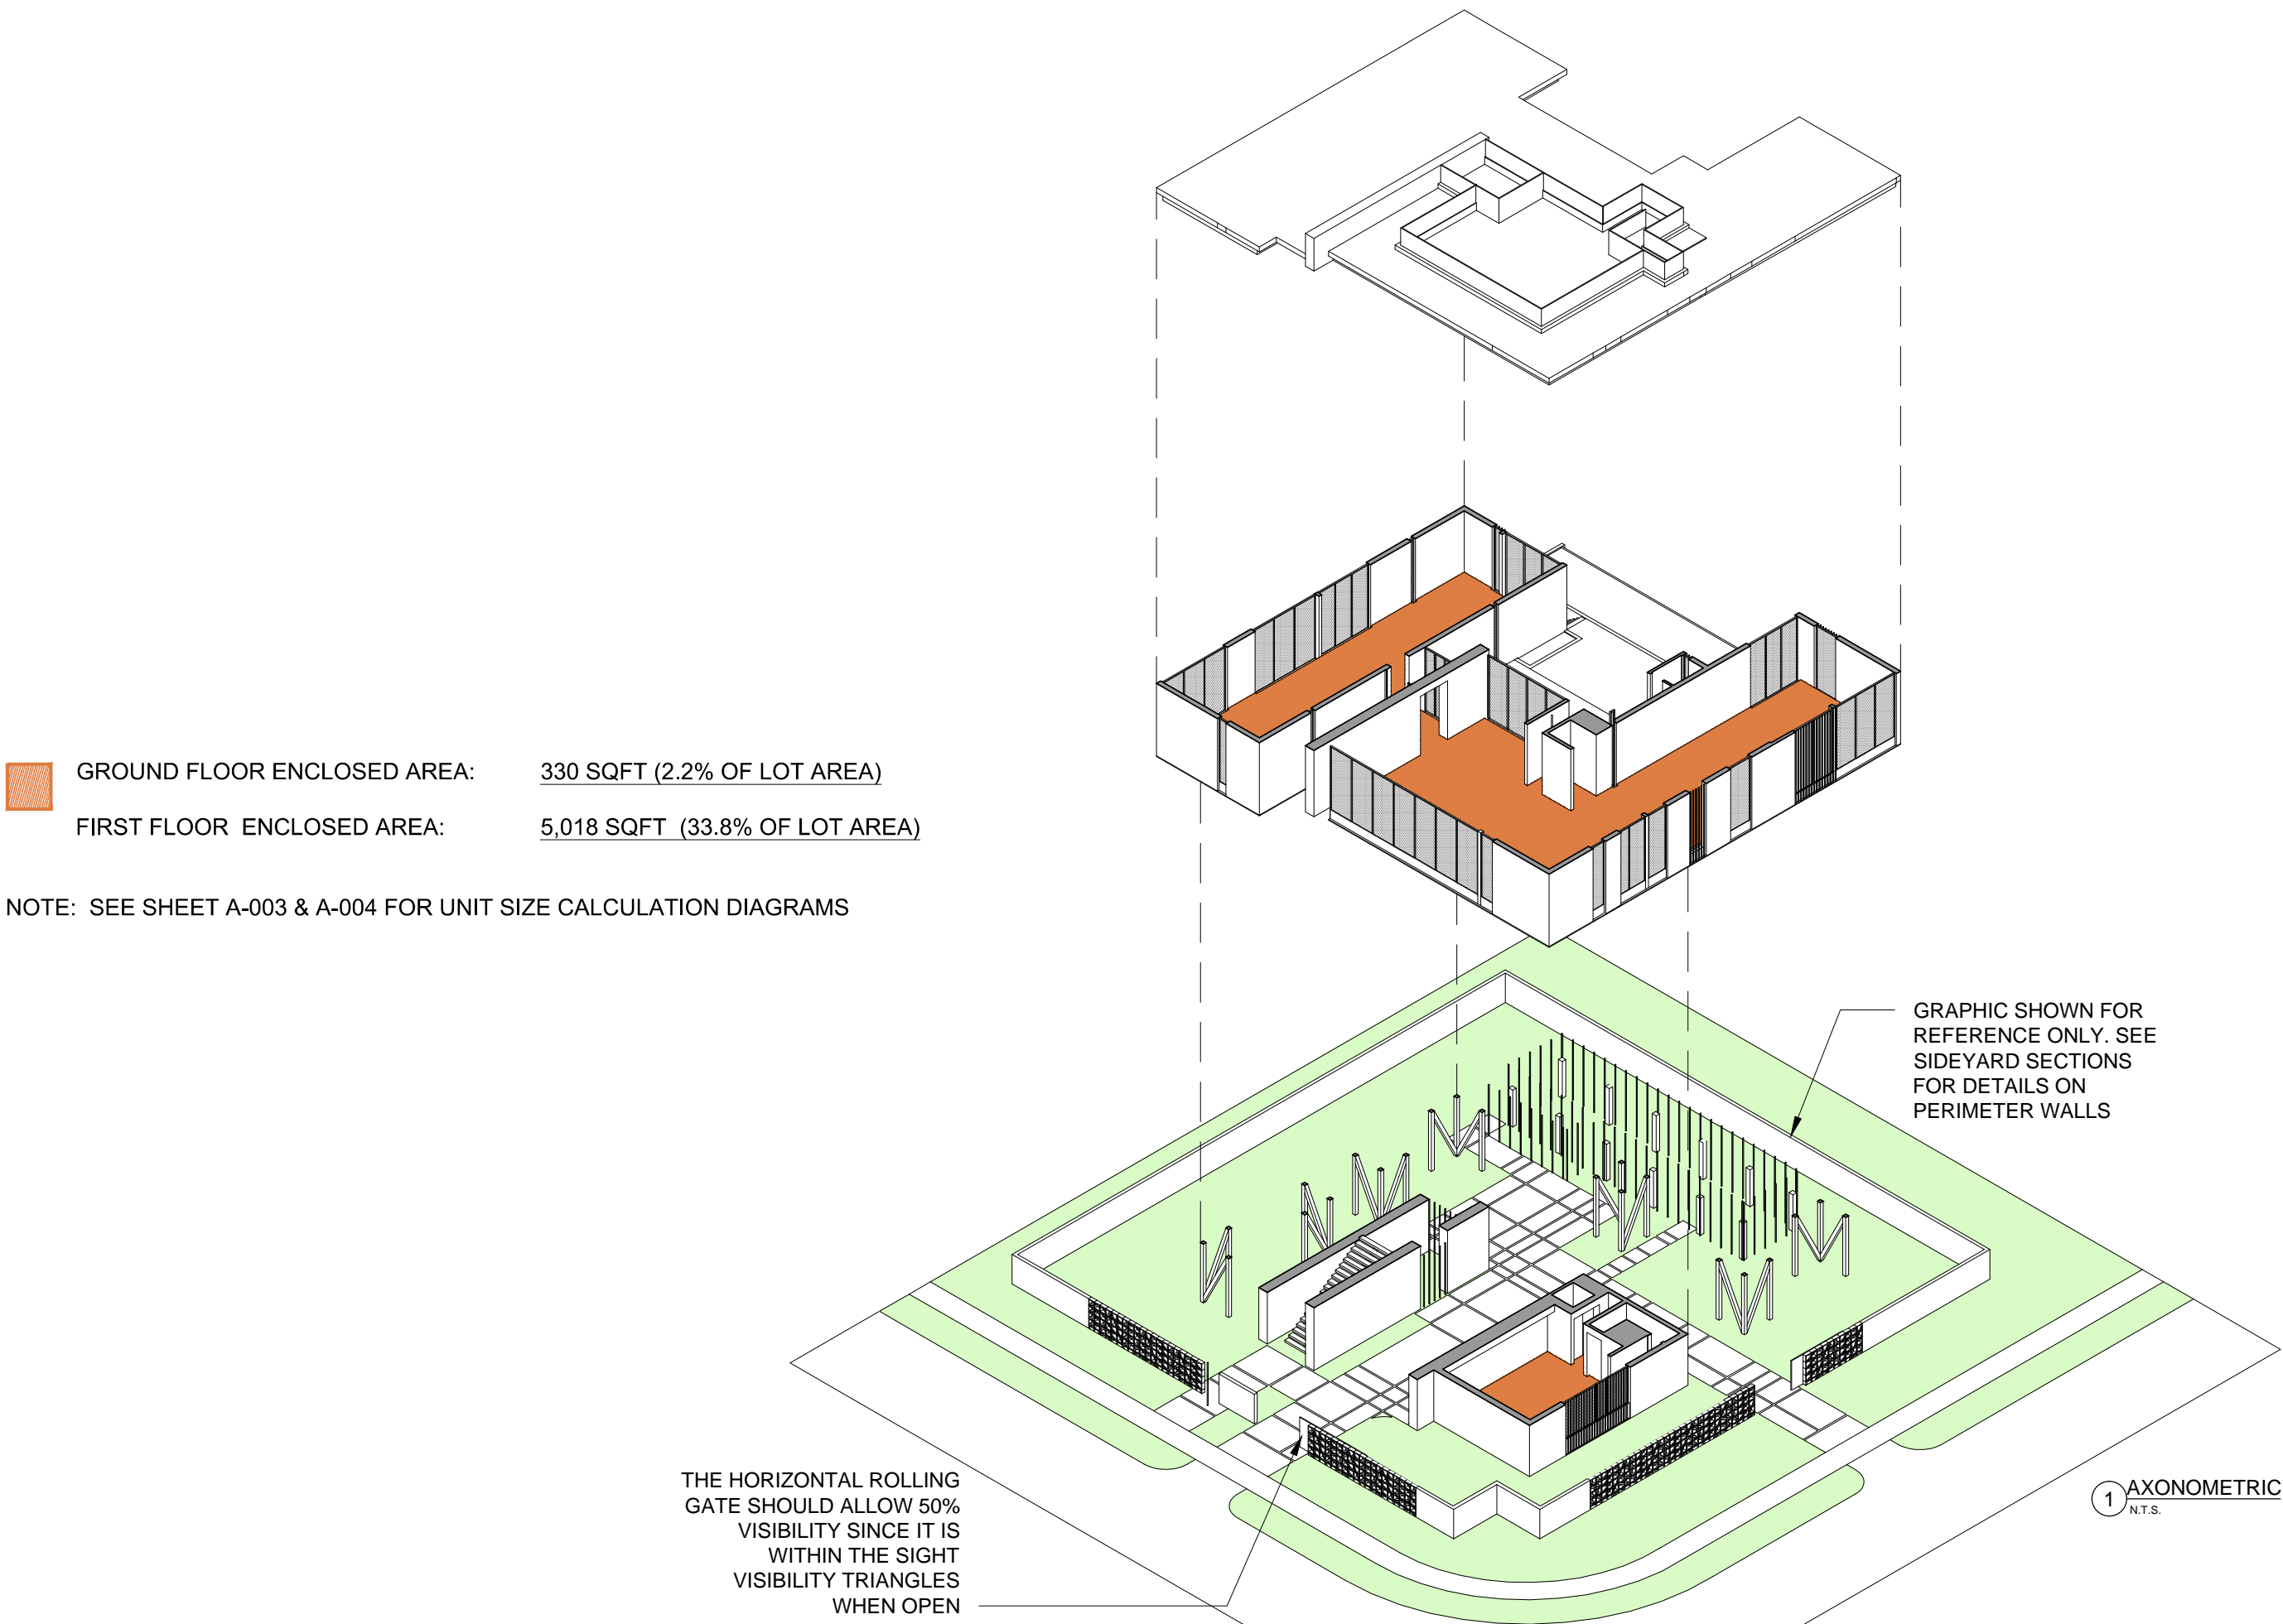 GROUND FLOOR ENCLOSED AREA: 330 SQFT (2.2% OF LOT AREA)
FIRST FLOOR ENCLOSED AREA: 5,018 SQFT (33.8% OF LOT AREA)
NOTE: SEE SHEET A-003 & A-004 FOR UNIT SIZE CALCULATION DIAGRAMS
GRAPHIC SHOWN FOR
REFERENCE ONLY. SEE
SIDEYARD SECTIONS
FOR DETAILS ON
PERIMETER WALLS
THE HORIZONTAL ROLLING
GATE SHOULD ALLOW 50%
VISIBILITY SINCE IT IS
WITHIN THE SIGHT
VISIBILITY TRIANGLES
WHEN OPEN
1 AXONOMETRIC
N.T.S.